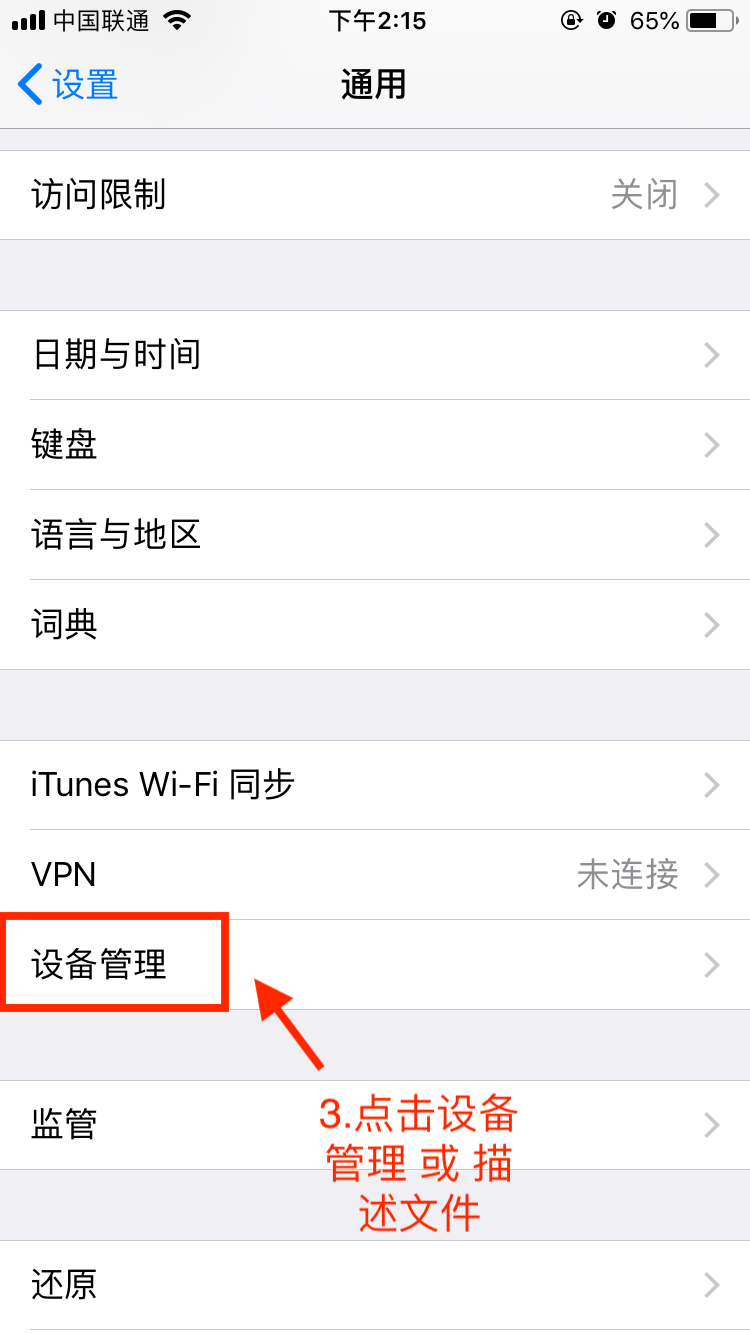 中国联通 下午2:15 65%
设置 通用
访问限制 关闭
日期与时间
键盘
语言与地区
词典
iTunes Wi-Fi 同步
VPN 未连接
设备管理
监管
3.点击设备
管理 或 描
述文件
还原